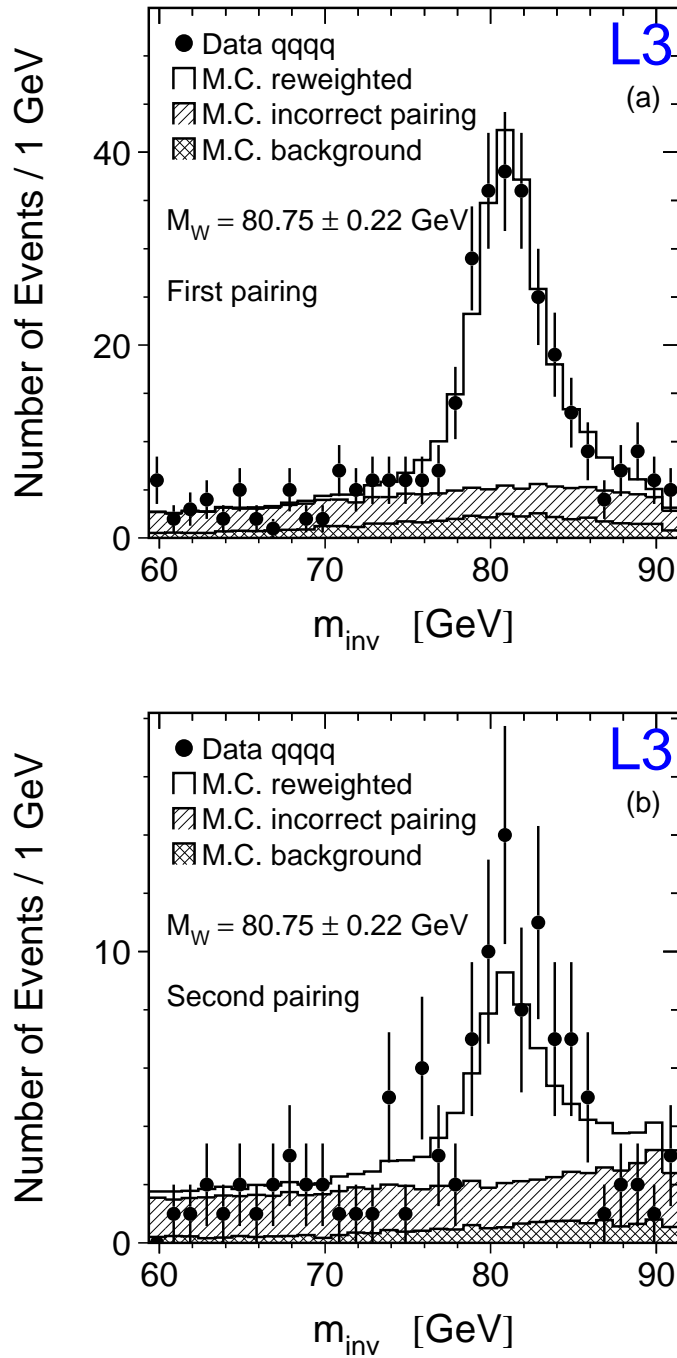 L3
(a)
Data qqqq
M.C. reweighted
M.C. incorrect pairing
M.C. background
M_W = 80.75 ± 0.22 GeV
First pairing
Number of Events / 1 GeV
40
20
0
60 70 80 90
m_inv [GeV]
L3
(b)
Data qqqq
M.C. reweighted
M.C. incorrect pairing
M.C. background
M_W = 80.75 ± 0.22 GeV
Second pairing
Number of Events / 1 GeV
10
0
60 70 80 90
m_inv [GeV]